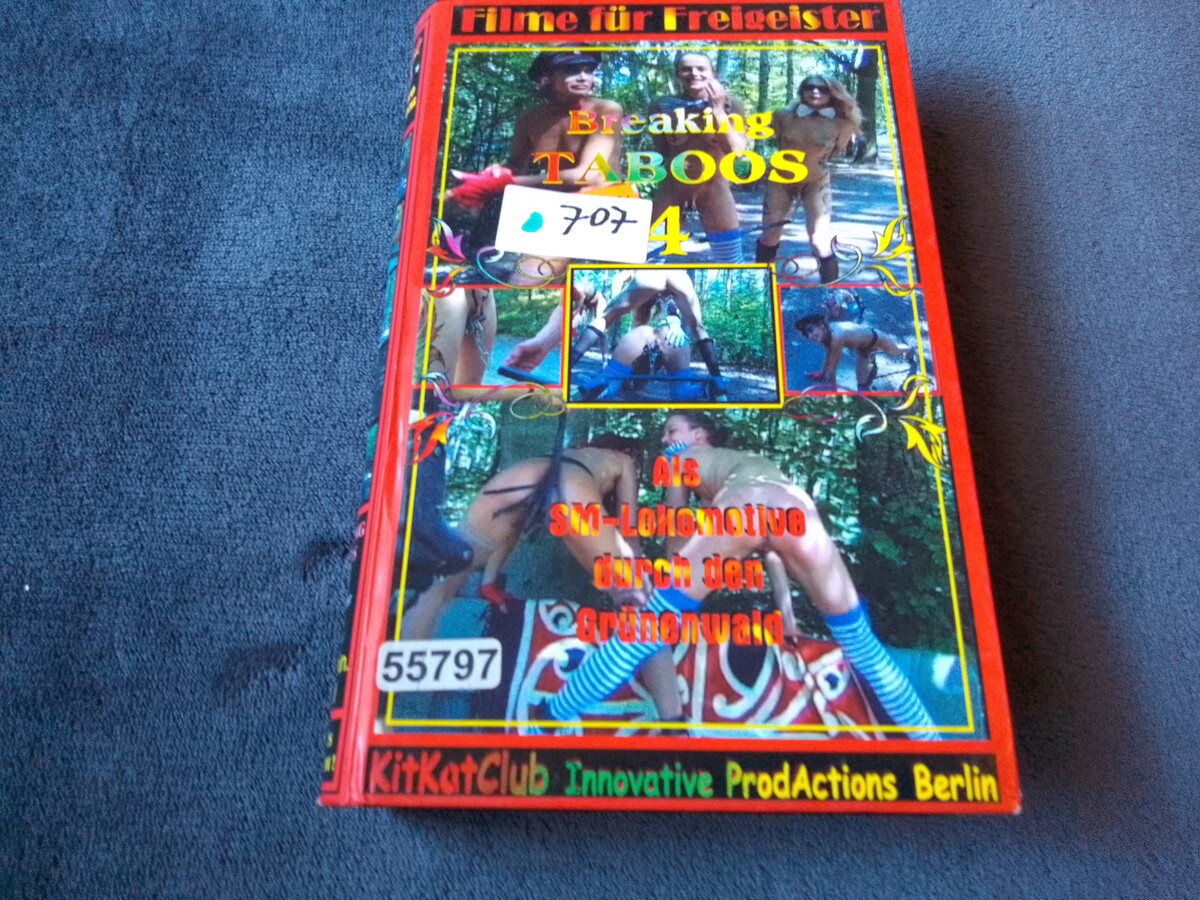 Filme für Freigeister
Breaking
TABOOS
707
4
Als
SM-Lokomotive
durch den
Grünenwald
55797
KitKatClub Innovative ProdActions Berlin